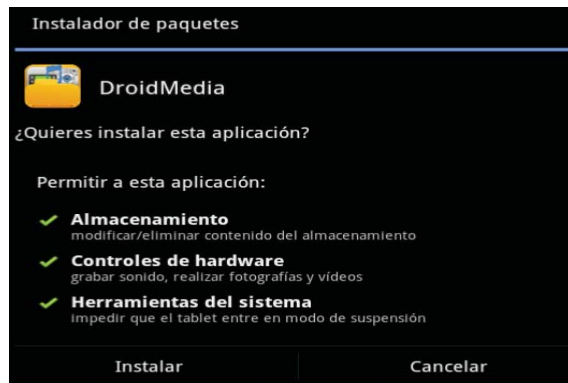 Instalador de paquetes
DroidMedia
¿Quieres instalar esta aplicación?
Permitir a esta aplicación:
Almacenamiento
modificar/eliminar contenido del almacenamiento
Controles de hardware
grabar sonido, realizar fotografías y vídeos
Herramientas del sistema
impedir que el tablet entre en modo de suspensión
Instalar
Cancelar